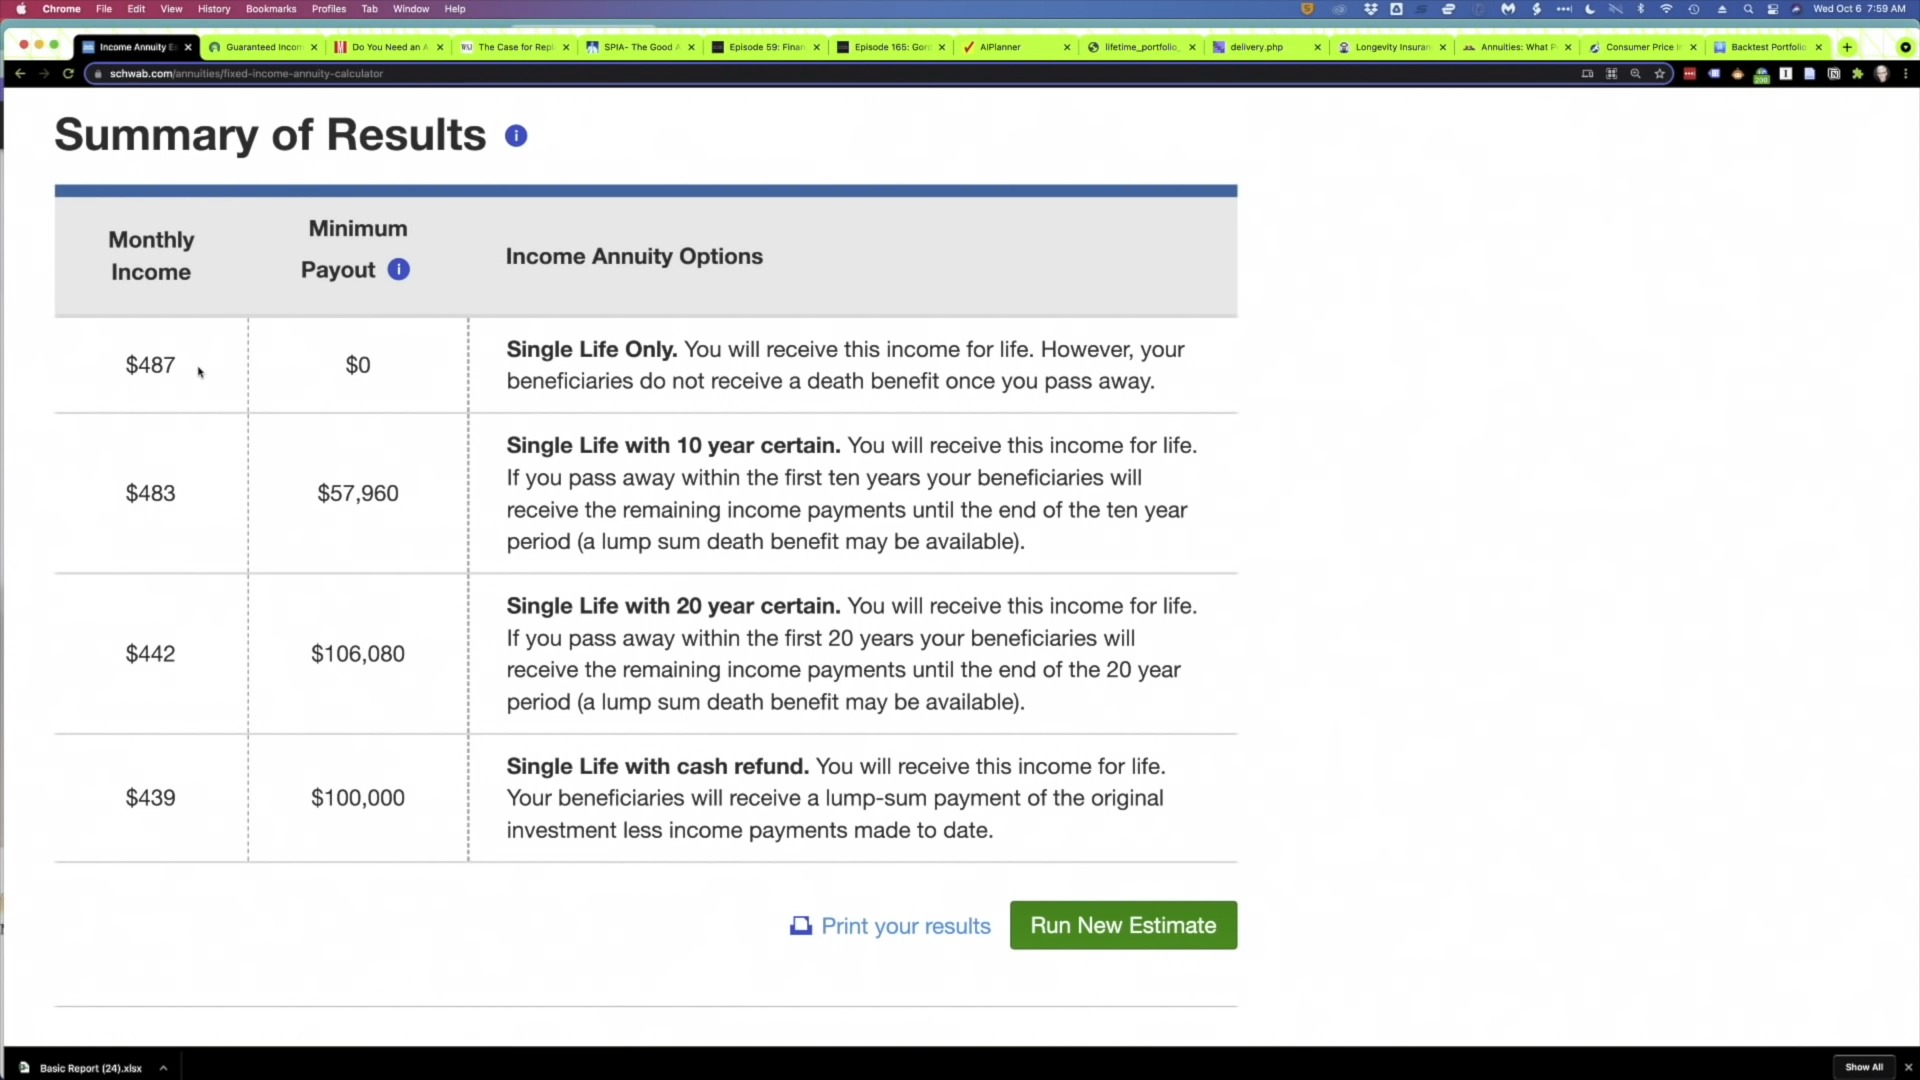 Chrome File Edit View History Bookmarks Profiles Tab Window Help Wed Oct 6 7:59 AM
Income Annuity Es Guaranteed Incom Do You Need an A The Case for Repl SPIA- The Good A Episode 59: Finan Episode 165: Gor AIPlanner lifetime_portfolio_ delivery.php Longevity Insuran Annuities: What P Consumer Price I Backtest Portfolio
schwab.com/annuities/fixed-income-annuity-calculator
Summary of Results
Monthly
Income
Minimum
Payout
Income Annuity Options
$487
$0
Single Life Only. You will receive this income for life. However, your
beneficiaries do not receive a death benefit once you pass away.
$483
$57,960
Single Life with 10 year certain. You will receive this income for life.
If you pass away within the first ten years your beneficiaries will
receive the remaining income payments until the end of the ten year
period (a lump sum death benefit may be available).
$442
$106,080
Single Life with 20 year certain. You will receive this income for life.
If you pass away within the first 20 years your beneficiaries will
receive the remaining income payments until the end of the 20 year
period (a lump sum death benefit may be available).
$439
$100,000
Single Life with cash refund. You will receive this income for life.
Your beneficiaries will receive a lump-sum payment of the original
investment less income payments made to date.
Print your results
Run New Estimate
Basic Report (24).xlsx
Show All